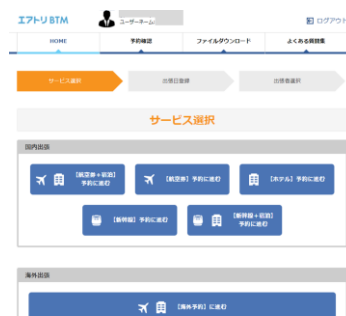 エアトリBTM
ユーザーネーム
ログアウト
HOME
予約確認
ファイルダウンロード
よくある質問集
サービス選択
出張日登録
出張者選択
サービス選択
国内出張
【航空券+宿泊】
予約に進む
【航空券】予約に進む
【ホテル】予約に進む
【新幹線】予約に進む
【新幹線+宿泊】
予約に進む
海外出張
【海外予約】に進む